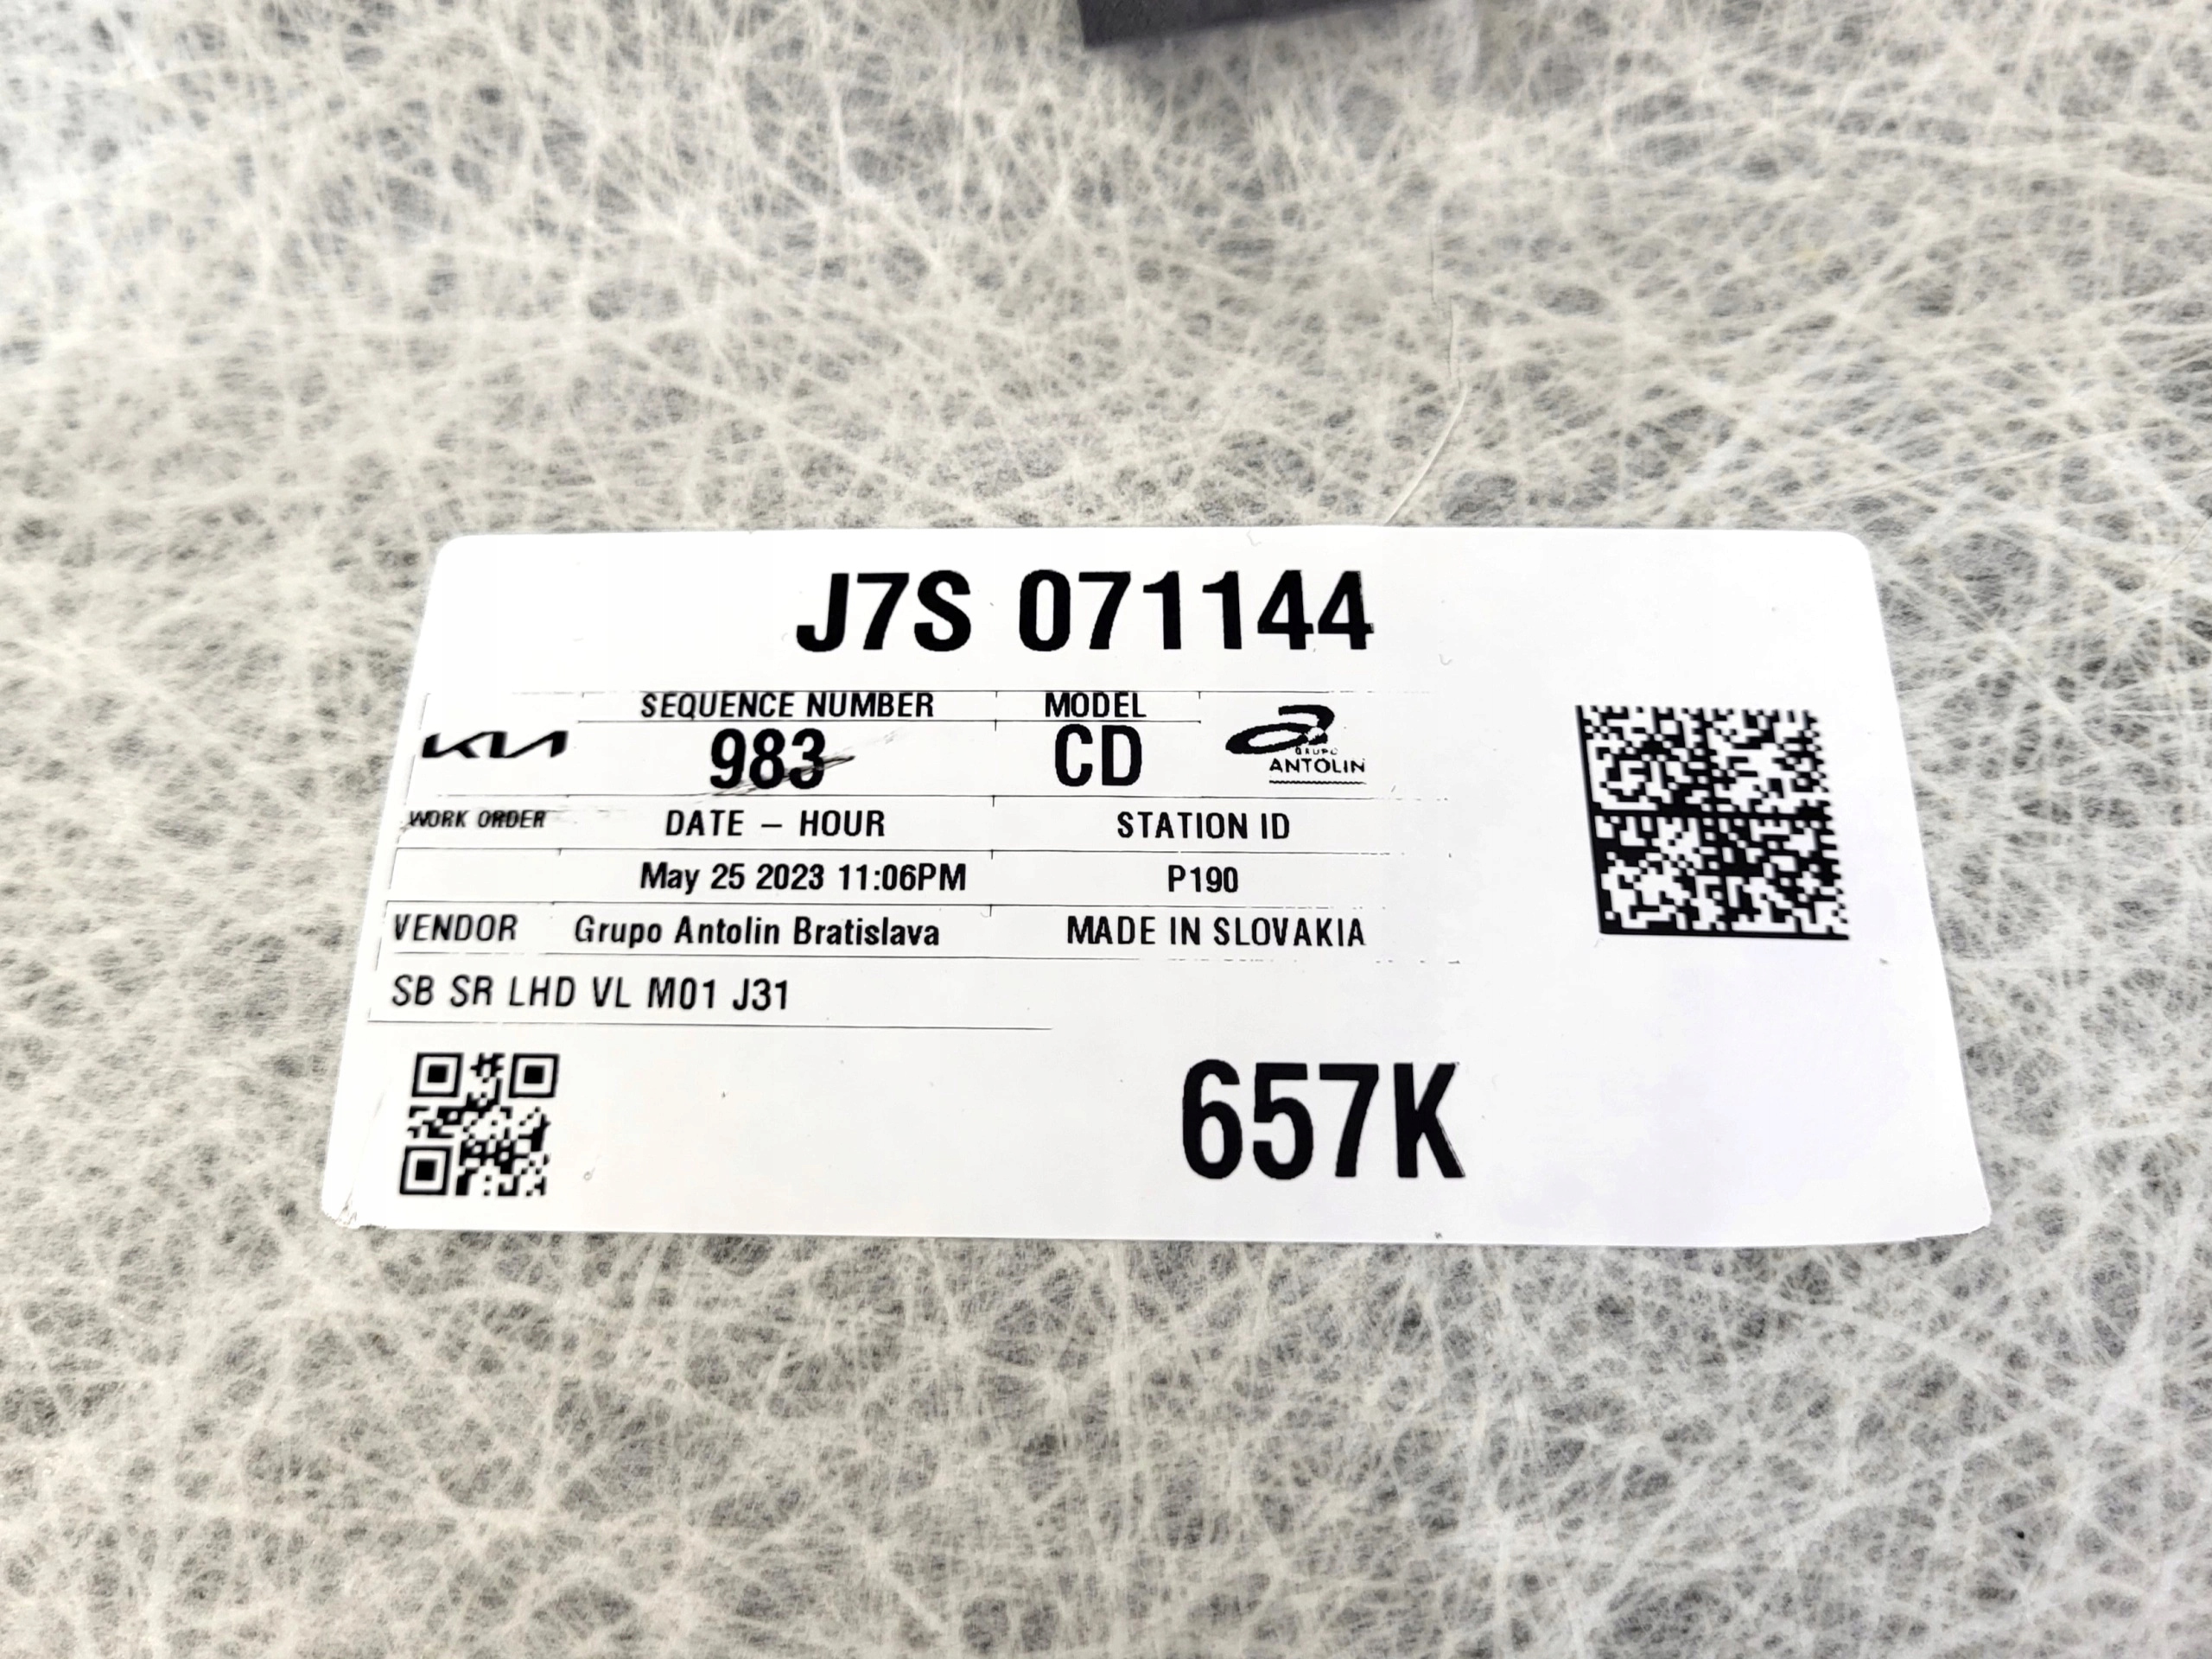 J7S 071144
SEQUENCE NUMBER MODEL
KIA 983 CD GRUPO ANTOLIN
WORK ORDER DATE – HOUR STATION ID
May 25 2023 11:06PM P190
VENDOR Grupo Antolin Bratislava MADE IN SLOVAKIA
SB SR LHD VL M01 J31
657K